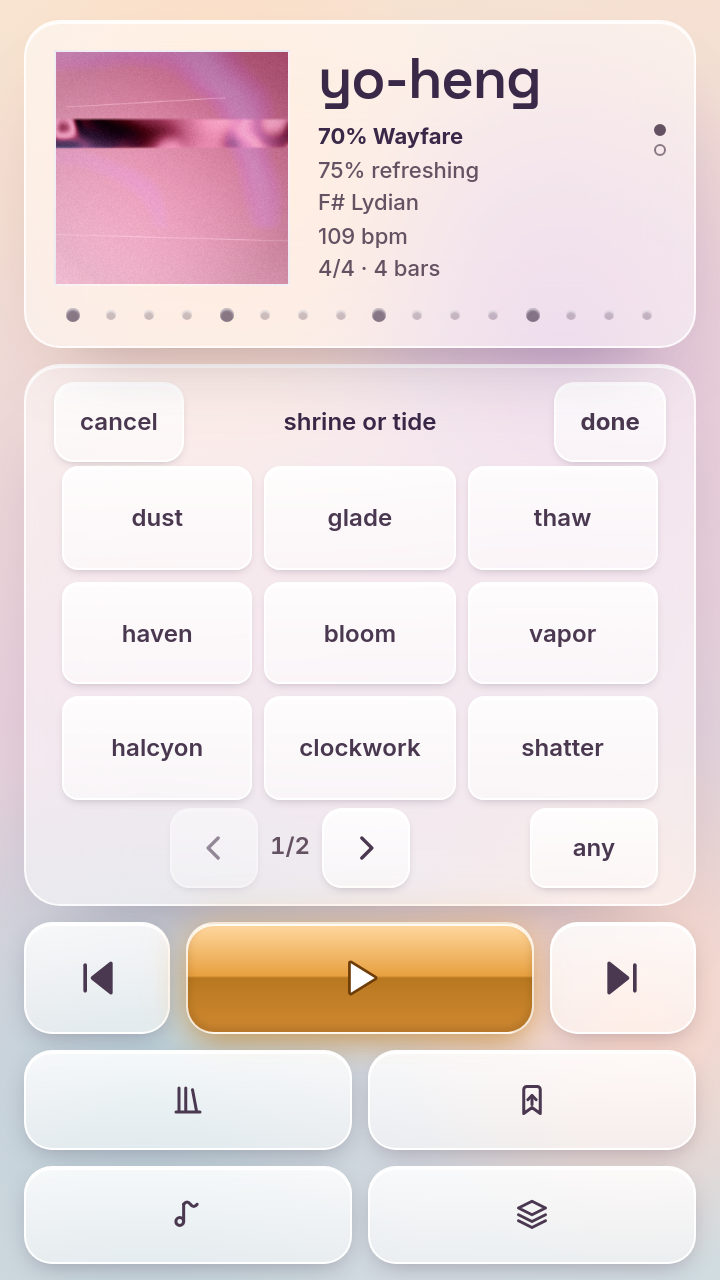 yo-heng
70% Wayfare
75% refreshing
F# Lydian
109 bpm
4/4 · 4 bars
cancel
shrine or tide
done
dust
glade
thaw
haven
bloom
vapor
halcyon
clockwork
shatter
1/2
any